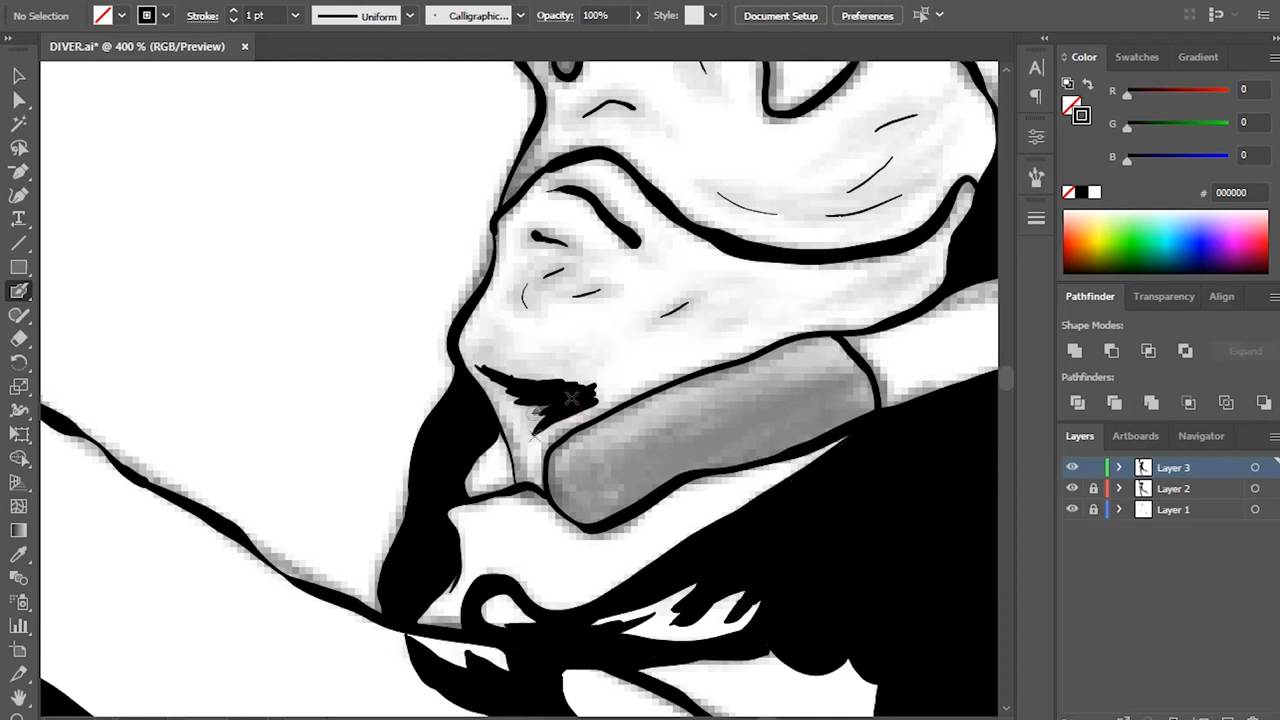 No Selection Stroke: 1 pt Uniform Calligraphic... Opacity: 100% Style: Document Setup Preferences
DIVER.ai* @ 400 % (RGB/Preview) ×
Color Swatches Gradient
R 0
G 0
B 0
# 000000
Pathfinder Transparency Align
Shape Modes:
Expand
Pathfinders:
Layers Artboards Navigator
Layer 3
Layer 2
Layer 1